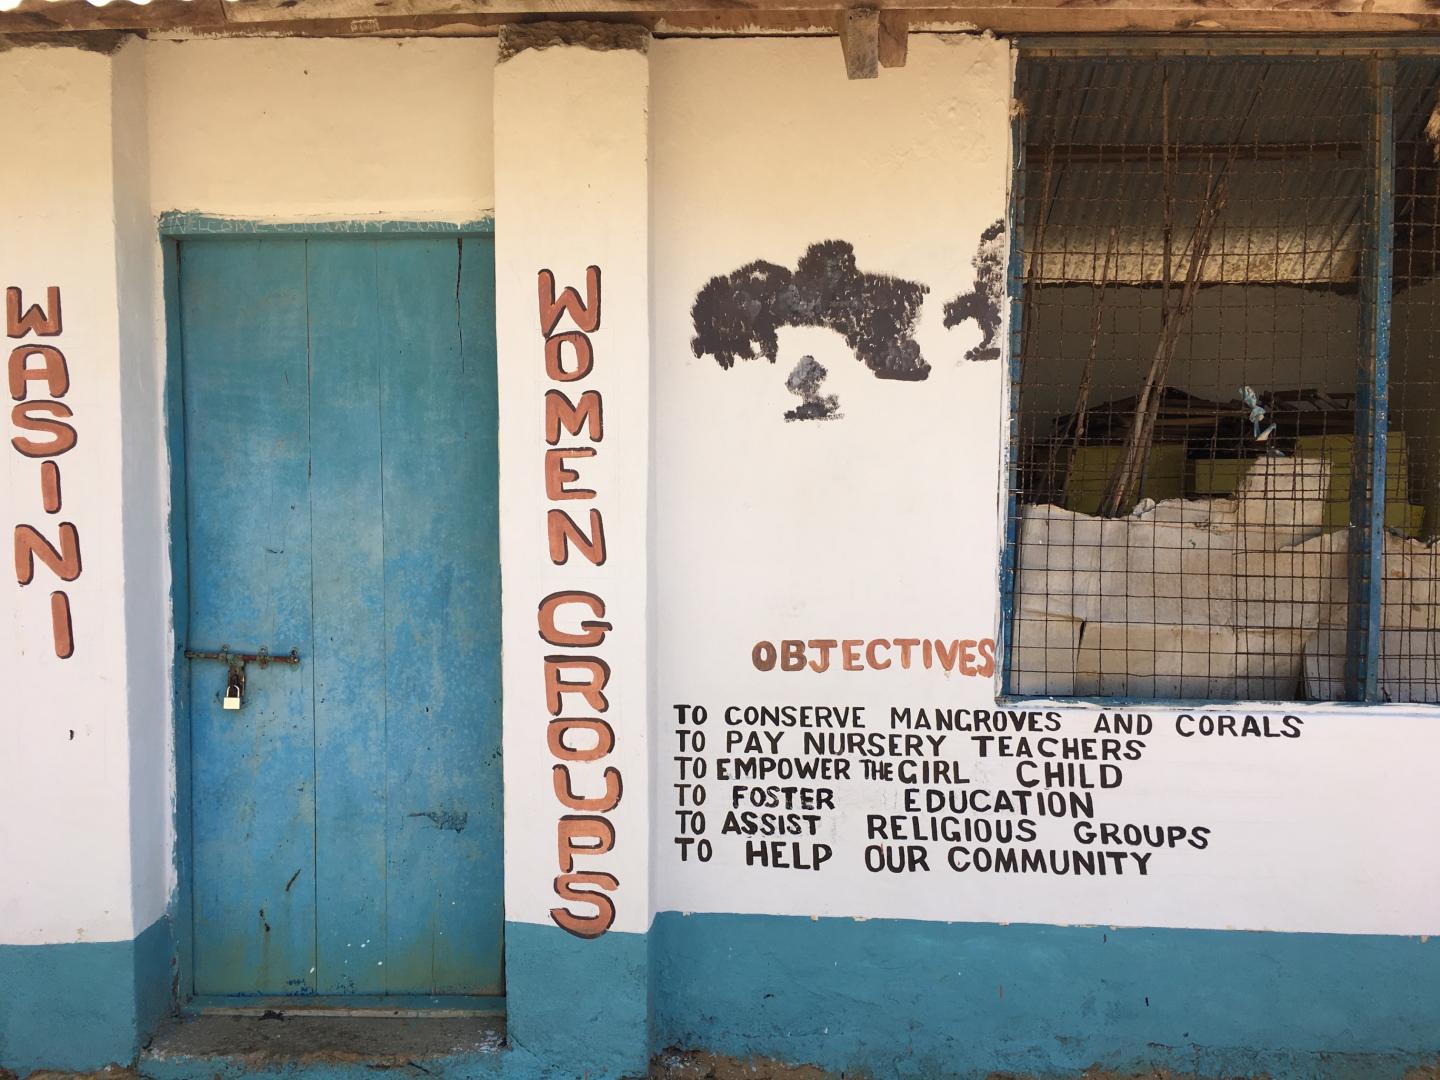 WASINI
WOMEN GROUPS
OBJECTIVES
TO CONSERVE MANGROVES AND CORALS
TO PAY NURSERY TEACHERS
TO EMPOWER THE GIRL CHILD
TO FOSTER EDUCATION
TO ASSIST RELIGIOUS GROUPS
TO HELP OUR COMMUNITY